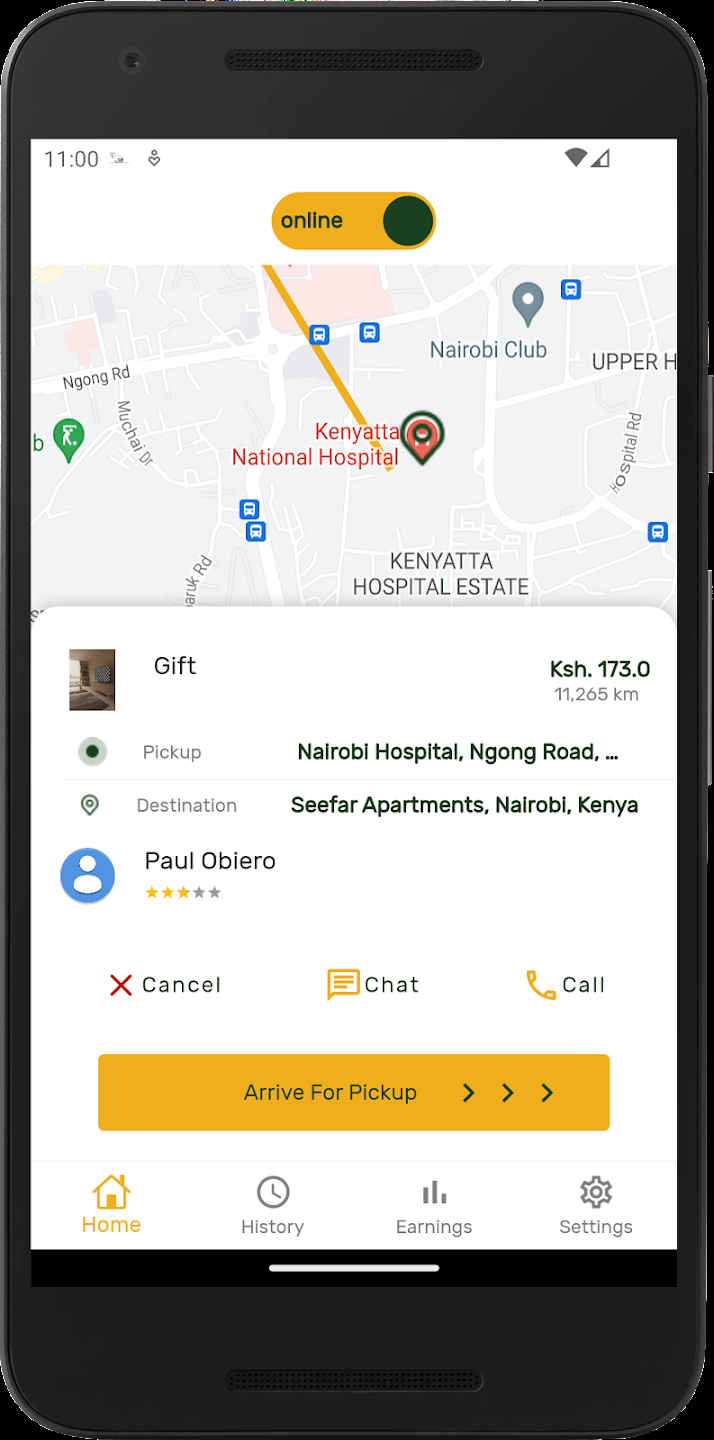 11:00
online
Nairobi Club
UPPER H
Ngong Rd
Muchai Dr
b
Kenyatta
National Hospital
Hospital Rd
KENYATTA
HOSPITAL ESTATE
aruk Rd
Gift
Ksh. 173.0
11,265 km
Pickup
Nairobi Hospital, Ngong Road, ...
Destination
Seefar Apartments, Nairobi, Kenya
Paul Obiero
Cancel
Chat
Call
Arrive For Pickup
Home
History
Earnings
Settings